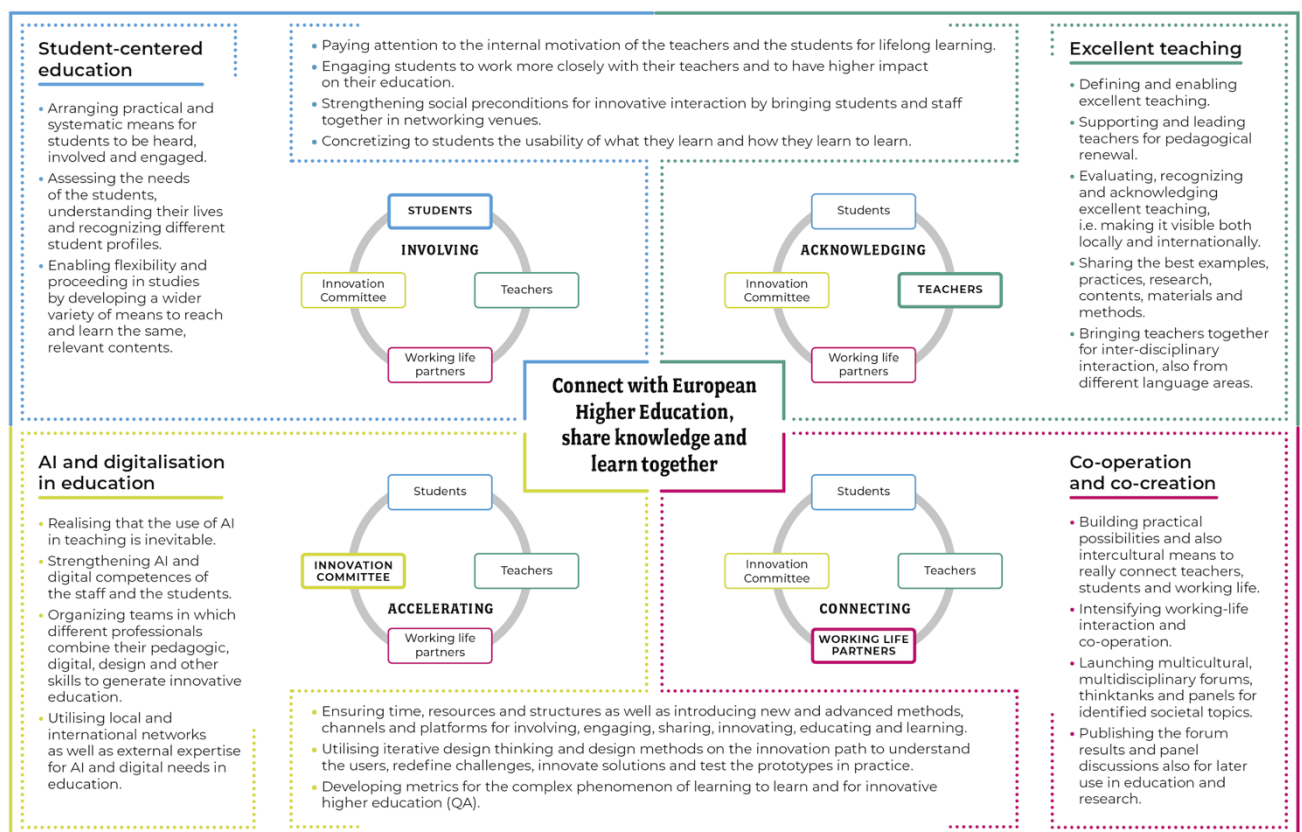 Student-centered
education
• Arranging practical and
systematic means for
students to be heard,
involved and engaged.
• Assessing the needs
of the students,
understanding their lives
and recognizing different
student profiles.
• Enabling flexibility and
proceeding in studies
by developing a wider
variety of means to reach
and learn the same,
relevant contents.
• Paying attention to the internal motivation of the teachers and the students for lifelong learning.
• Engaging students to work more closely with their teachers and to have higher impact
on their education.
• Strengthening social preconditions for innovative interaction by bringing students and staff
together in networking venues.
• Concretizing to students the usability of what they learn and how they learn to learn.
Excellent teaching
• Defining and enabling
excellent teaching.
• Supporting and leading
teachers for pedagogical
renewal.
• Evaluating, recognizing
and acknowledging
excellent teaching,
i.e. making it visible both
locally and internationally.
• Sharing the best examples,
practices, research,
contents, materials and
methods.
• Bringing teachers together
for inter-disciplinary
interaction, also from
different language areas.
STUDENTS
INVOLVING
Innovation
Committee
Teachers
Working life
partners
Students
ACKNOWLEDGING
Innovation
Committee
TEACHERS
Working life
partners
Connect with European
Higher Education,
share knowledge and
learn together
AI and digitalisation
in education
• Realising that the use of AI
in teaching is inevitable.
• Strengthening AI and
digital competences of
the staff and the students.
• Organizing teams in which
different professionals
combine their pedagogic,
digital, design and other
skills to generate innovative
education.
• Utilising local and
international networks
as well as external expertise
for AI and digital needs in
education.
Students
INNOVATION
COMMITTEE
Teachers
ACCELERATING
Working life
partners
Students
Innovation
Committee
Teachers
CONNECTING
WORKING LIFE
PARTNERS
Co-operation
and co-creation
• Building practical
possibilities and also
intercultural means to
really connect teachers,
students and working life.
• Intensifying working-life
interaction and
co-operation.
• Launching multicultural,
multidisciplinary forums,
thinktanks and panels for
identified societal topics.
• Publishing the forum
results and panel
discussions also for later
use in education and
research.
• Ensuring time, resources and structures as well as introducing new and advanced methods,
channels and platforms for involving, engaging, sharing, innovating, educating and learning.
• Utilising iterative design thinking and design methods on the innovation path to understand
the users, redefine challenges, innovate solutions and test the prototypes in practice.
• Developing metrics for the complex phenomenon of learning to learn and for innovative
higher education (QA).